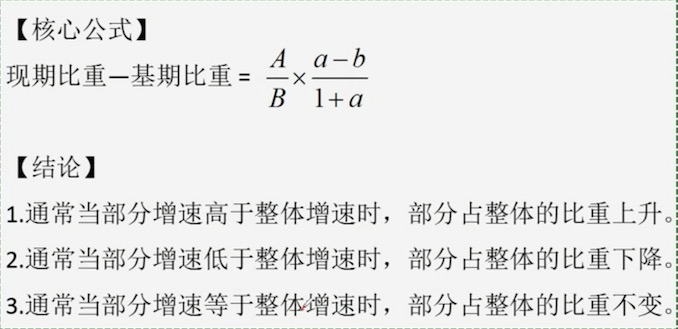 【核心公式】
现期比重—基期比重 = A/B × a−b/1+a
【结论】
1.通常当部分增速高于整体增速时，部分占整体的比重上升。
2.通常当部分增速低于整体增速时，部分占整体的比重下降。
3.通常当部分增速等于整体增速时，部分占整体的比重不变。